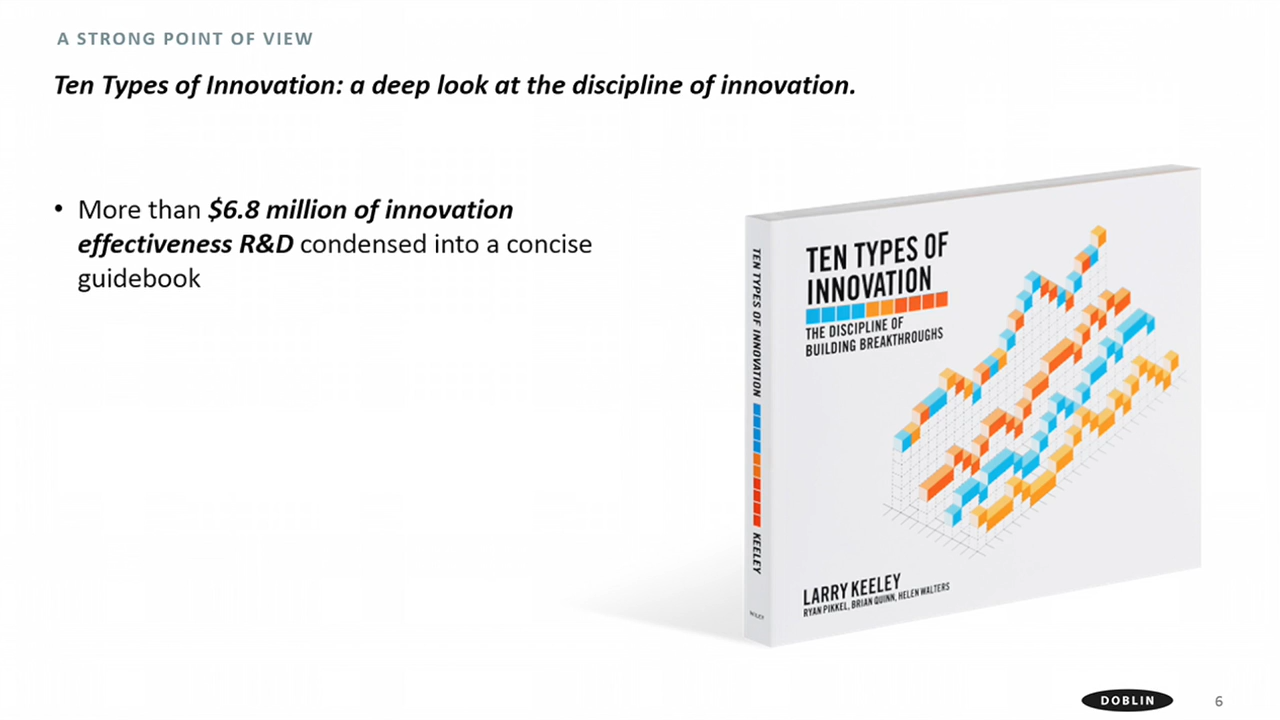 A STRONG POINT OF VIEW
Ten Types of Innovation: a deep look at the discipline of innovation.
• More than $6.8 million of innovation
effectiveness R&D condensed into a concise
guidebook
TEN TYPES OF INNOVATION
KEELEY
WILEY
TEN TYPES OF
INNOVATION
THE DISCIPLINE OF
BUILDING BREAKTHROUGHS
LARRY KEELEY
RYAN PIKKEL, BRIAN QUINN, HELEN WALTERS
DOBLIN
6